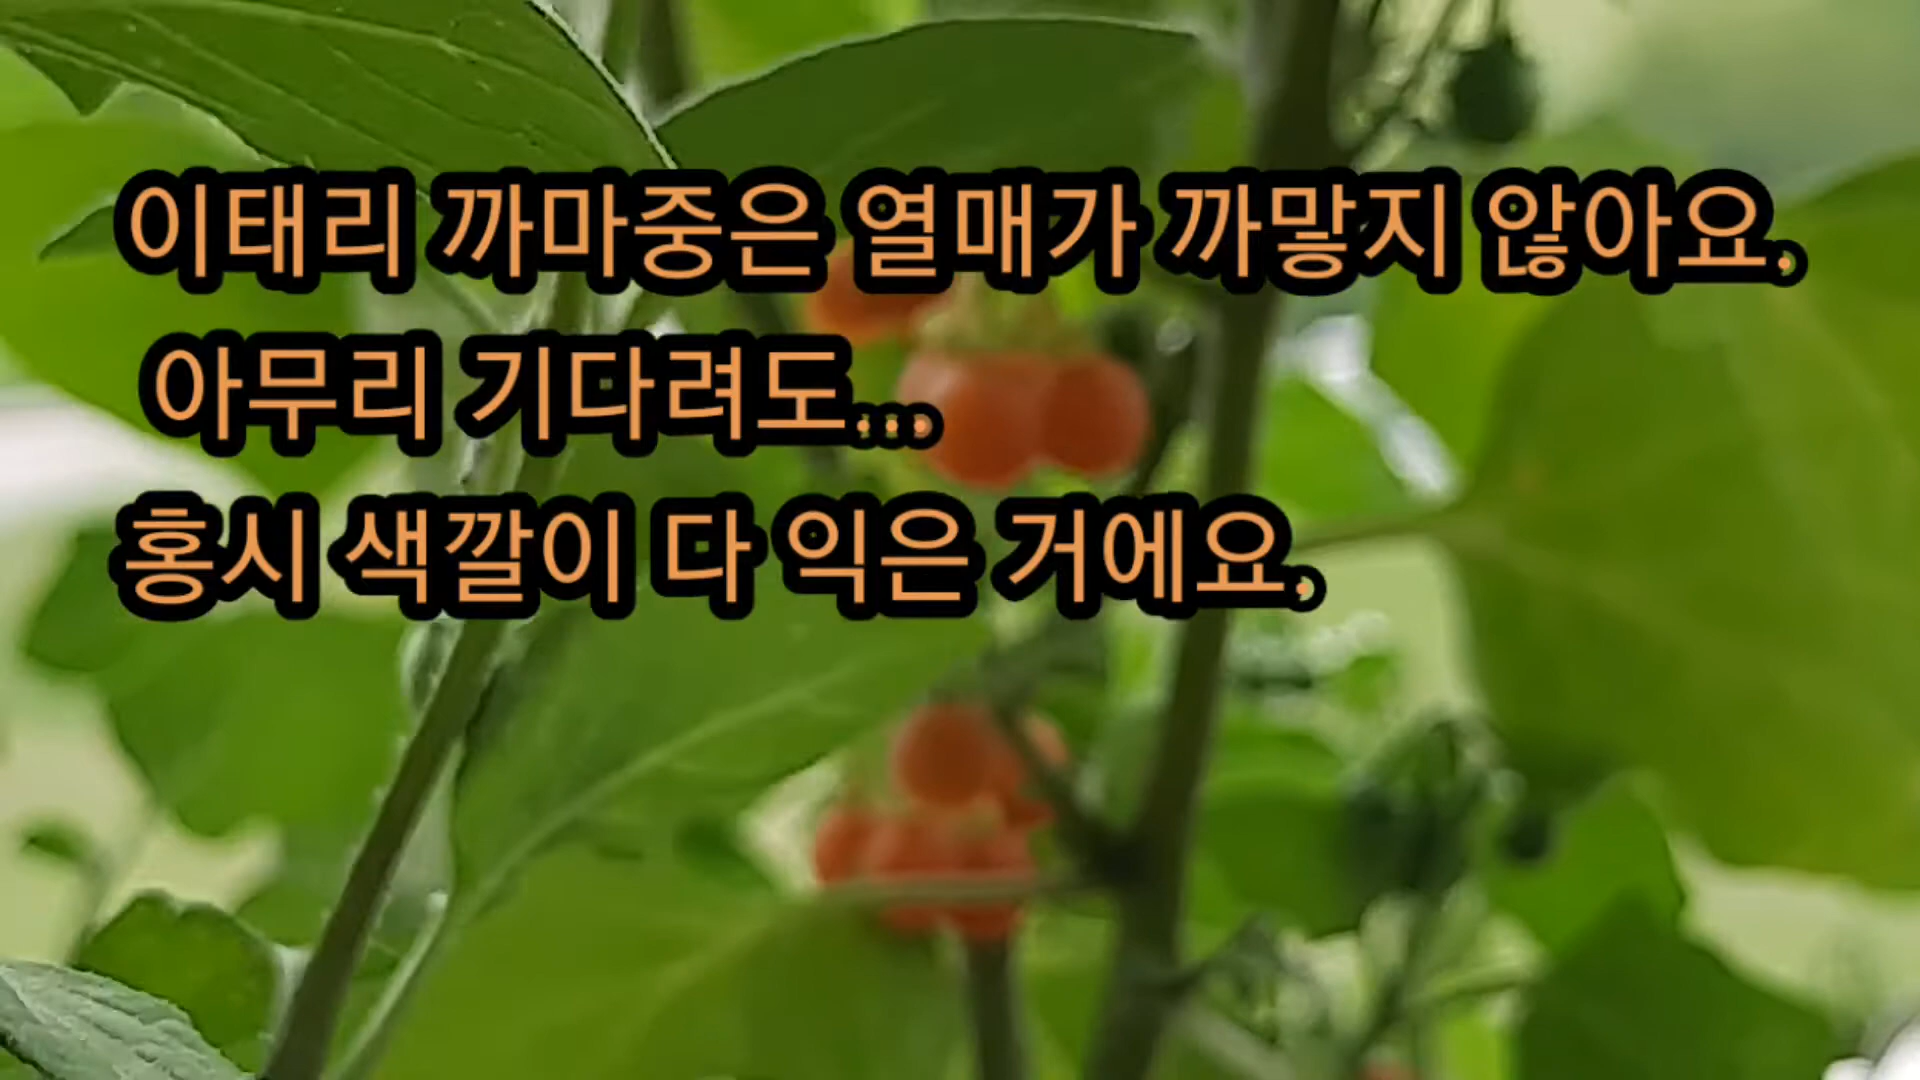 이태리 까마중은 열매가 까맣지 않아요.
아무리 기다려도...
홍시 색깔이 다 익은 거에요.